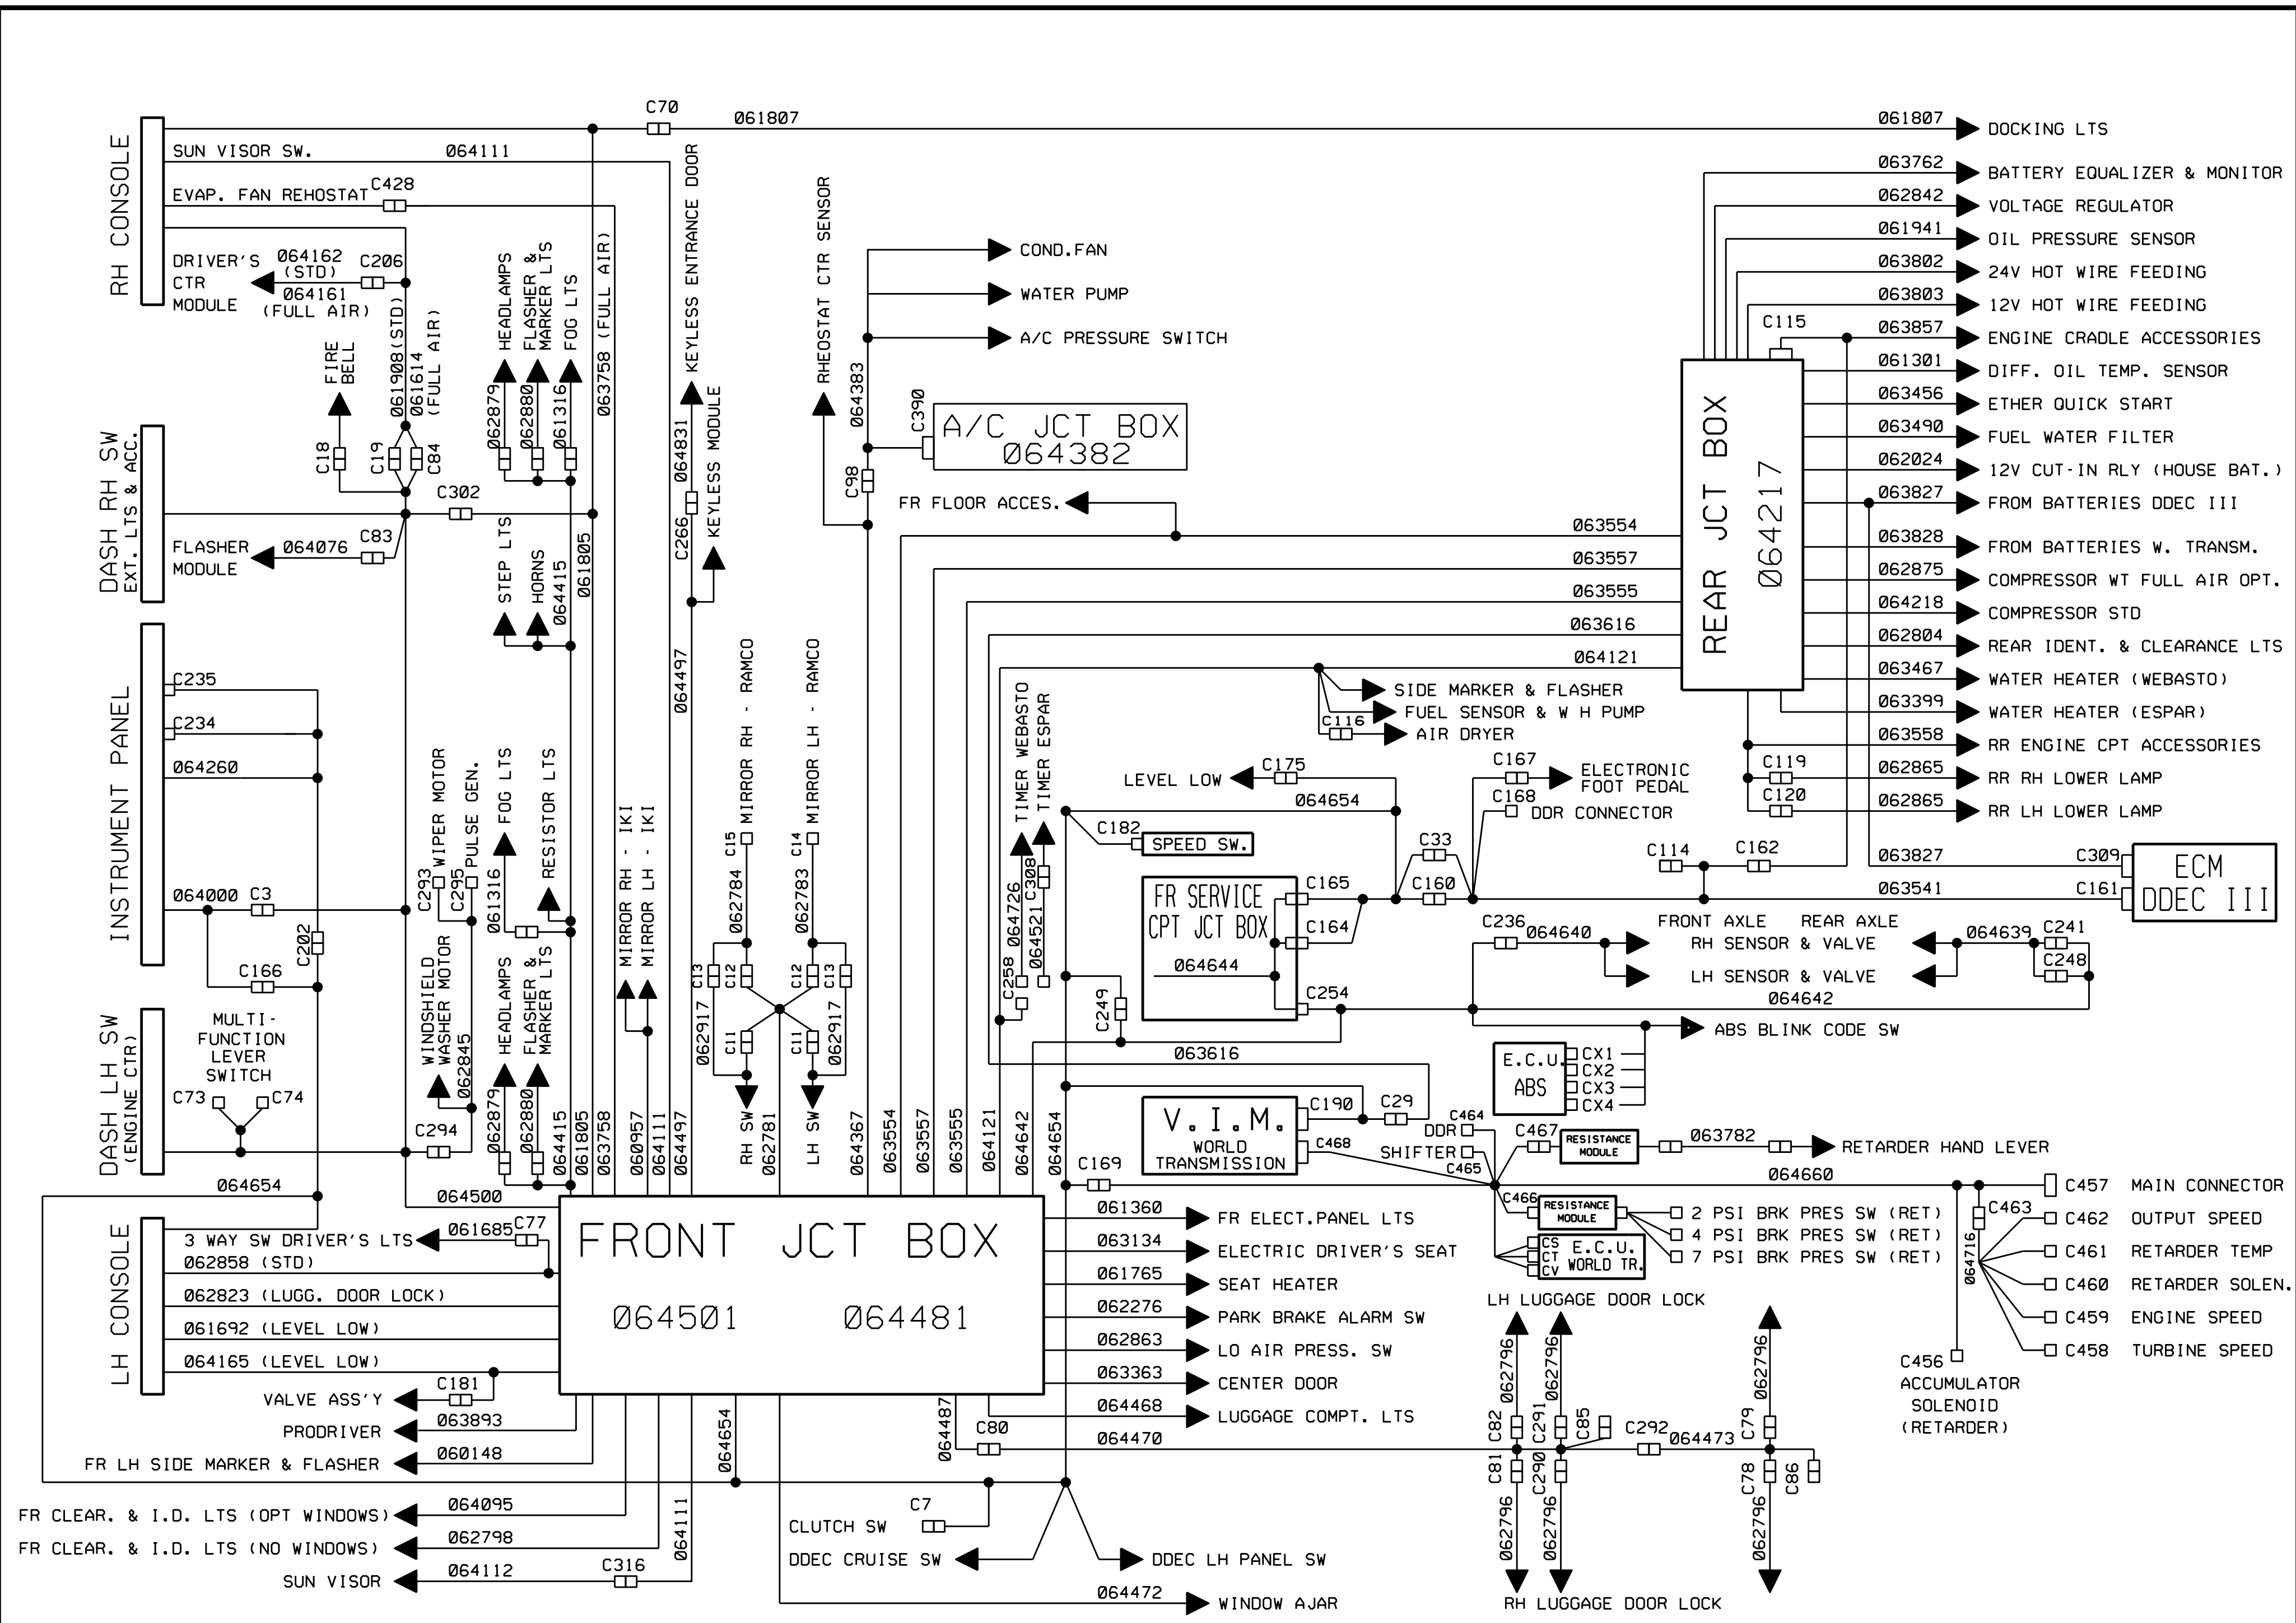 RH CONSOLE
C70
061807
061807
DOCKING LTS
SUN VISOR SW.
064111
EVAP. FAN REHOSTAT
C428
DRIVER'S
CTR
MODULE
064162
(STD)
064161
(FULL AIR)
C206
061908(STD)
061614
(FULL AIR)
FIRE
BELL
C18
C19
C84
HEADLAMPS
062879
FLASHER &
MARKER LTS
062880
FOG LTS
061316
063758 (FULL AIR)
KEYLESS ENTRANCE DOOR
064831
C266
KEYLESS MODULE
RHEOSTAT CTR SENSOR
064383
C98
COND.FAN
WATER PUMP
A/C PRESSURE SWITCH
C390
A/C JCT BOX
064382
FR FLOOR ACCES.
DASH RH SW
EXT. LTS & ACC.
C302
C83
FLASHER
MODULE
064076
STEP LTS
HORNS
064415
061805
REAR JCT BOX
064217
C115
063762
BATTERY EQUALIZER & MONITOR
062842
VOLTAGE REGULATOR
061941
OIL PRESSURE SENSOR
063802
24V HOT WIRE FEEDING
063803
12V HOT WIRE FEEDING
063857
ENGINE CRADLE ACCESSORIES
061301
DIFF. OIL TEMP. SENSOR
063456
ETHER QUICK START
063490
FUEL WATER FILTER
062024
12V CUT-IN RLY (HOUSE BAT.)
063827
FROM BATTERIES DDEC III
063828
FROM BATTERIES W. TRANSM.
062875
COMPRESSOR WT FULL AIR OPT.
064218
COMPRESSOR STD
062804
REAR IDENT. & CLEARANCE LTS
063467
WATER HEATER (WEBASTO)
063399
WATER HEATER (ESPAR)
063558
RR ENGINE CPT ACCESSORIES
C119
062865
RR RH LOWER LAMP
C120
062865
RR LH LOWER LAMP
063554
063557
063555
063616
064121
SIDE MARKER & FLASHER
FUEL SENSOR & W H PUMP
C116
AIR DRYER
INSTRUMENT PANEL
C235
C234
064260
064000
C3
C202
C166
C293
WIPER MOTOR
C295
PULSE GEN.
061316
FOG LTS
RESISTOR LTS
064497
MIRROR RH - IKI
MIRROR LH - IKI
MIRROR RH - RAMCO
C15
062784
MIRROR LH - RAMCO
C14
062783
C13
C12
C12
C13
062917
C11
C11
062917
RH SW
062781
LH SW
TIMER WEBASTO
064726
C258
TIMER ESPAR
C308
064521
LEVEL LOW
C175
064654
C182
SPEED SW.
C167
ELECTRONIC
FOOT PEDAL
C168
DDR CONNECTOR
C33
C160
C114
C162
063827
C309
063541
C161
ECM
DDEC III
FR SERVICE
CPT JCT BOX
064644
C165
C164
C254
C249
C236
064640
FRONT AXLE
REAR AXLE
RH SENSOR & VALVE
LH SENSOR & VALVE
064639
C241
C248
064642
ABS BLINK CODE SW
E.C.U.
ABS
CX1
CX2
CX3
CX4
063616
V.I.M.
WORLD
TRANSMISSION
C190
C29
C468
C464
DDR
SHIFTER
C465
C467
RESISTANCE
MODULE
063782
RETARDER HAND LEVER
C169
064660
C466
RESISTANCE
MODULE
2 PSI BRK PRES SW (RET)
4 PSI BRK PRES SW (RET)
7 PSI BRK PRES SW (RET)
CS
CT
CV
E.C.U.
WORLD TR.
C457
MAIN CONNECTOR
C463
C462
OUTPUT SPEED
C461
RETARDER TEMP
C460
RETARDER SOLEN.
C459
ENGINE SPEED
C458
TURBINE SPEED
064716
C456
ACCUMULATOR
SOLENOID
(RETARDER)
DASH LH SW
(ENGINE CTR)
MULTI-
FUNCTION
LEVER
SWITCH
C73
C74
WINDSHIELD
WASHER MOTOR
062845
C294
HEADLAMPS
062879
FLASHER &
MARKER LTS
062880
064415
061805
063758
060957
064111
064497
064367
063554
063557
063555
064121
064642
064654
064654
064500
LH CONSOLE
3 WAY SW DRIVER'S LTS
061685
C77
062858 (STD)
062823 (LUGG. DOOR LOCK)
061692 (LEVEL LOW)
064165 (LEVEL LOW)
FRONT JCT BOX
064501
064481
061360
FR ELECT.PANEL LTS
063134
ELECTRIC DRIVER'S SEAT
061765
SEAT HEATER
062276
PARK BRAKE ALARM SW
062863
LO AIR PRESS. SW
063363
CENTER DOOR
064468
LUGGAGE COMPT. LTS
VALVE ASS'Y
C181
PRODRIVER
063893
FR LH SIDE MARKER & FLASHER
060148
FR CLEAR. & I.D. LTS (OPT WINDOWS)
064095
FR CLEAR. & I.D. LTS (NO WINDOWS)
062798
SUN VISOR
064112
C316
064111
064654
064487
C80
064470
C7
CLUTCH SW
DDEC CRUISE SW
DDEC LH PANEL SW
064472
WINDOW AJAR
LH LUGGAGE DOOR LOCK
062796
062796
062796
C82
C291
C85
C292
064473
C79
C81
C290
C78
C86
062796
062796
062796
RH LUGGAGE DOOR LOCK